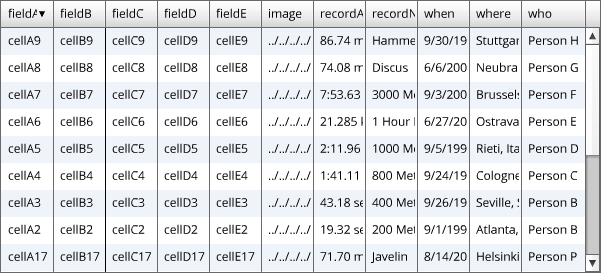 fieldA▼ fieldB fieldC fieldD fieldE image recordA recordN when where who
cellA9 cellB9 cellC9 cellD9 cellE9 ../../../../ 86.74 m Hamme 9/30/19 Stuttgar Person H
cellA8 cellB8 cellC8 cellD8 cellE8 ../../../../ 74.08 m Discus 6/6/200 Neubra Person G
cellA7 cellB7 cellC7 cellD7 cellE7 ../../../../ 7:53.63 3000 Me 9/3/200 Brussels Person F
cellA6 cellB6 cellC6 cellD6 cellE6 ../../../../ 21.285 k 1 Hour 6/27/20 Ostrava Person E
cellA5 cellB5 cellC5 cellD5 cellE5 ../../../../ 2:11.96 1000 Me 9/5/199 Rieti, Ita Person D
cellA4 cellB4 cellC4 cellD4 cellE4 ../../../../ 1:41.11 800 Met 9/24/19 Cologne Person C
cellA3 cellB3 cellC3 cellD3 cellE3 ../../../../ 43.18 se 400 Met 9/26/19 Seville, S Person B
cellA2 cellB2 cellC2 cellD2 cellE2 ../../../../ 19.32 se 200 Met 9/1/199 Atlanta, Person B
cellA17 cellB17 cellC17 cellD17 cellE17 ../../../../ 71.70 m Javelin 8/14/20 Helsinki Person P